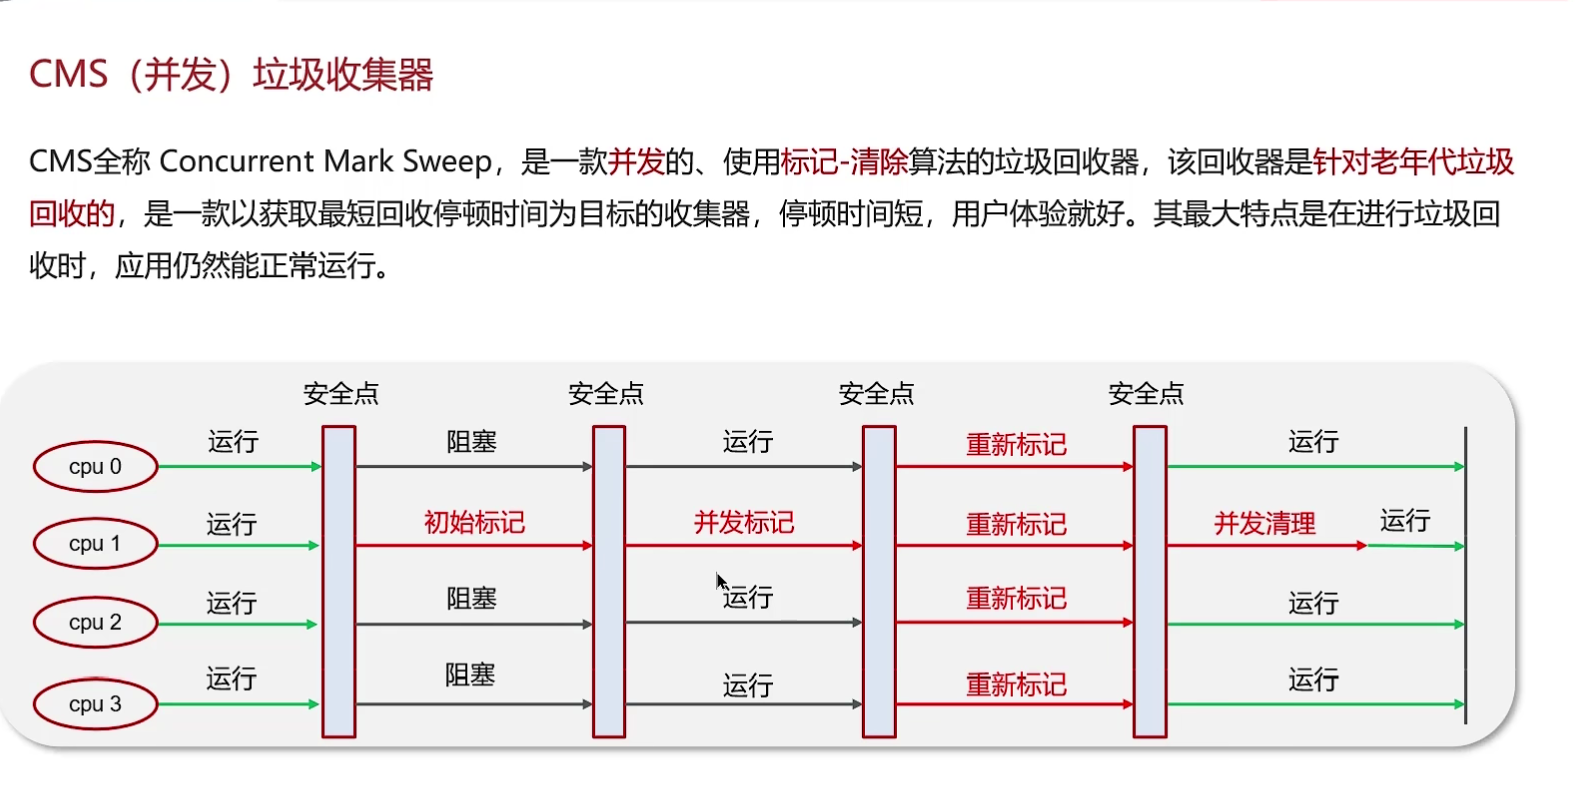 CMS（并发）垃圾收集器
CMS全称 Concurrent Mark Sweep，是一款并发的、使用标记-清除算法的垃圾回收器，该回收器是针对老年代垃圾
回收的，是一款以获取最短回收停顿时间为目标的收集器，停顿时间短，用户体验就好。其最大特点是在进行垃圾回
收时，应用仍然能正常运行。
安全点 安全点 安全点 安全点
cpu 0 运行 阻塞 运行 重新标记 运行
cpu 1 运行 初始标记 并发标记 重新标记 并发清理 运行
cpu 2 运行 阻塞 运行 重新标记 运行
cpu 3 运行 阻塞 运行 重新标记 运行